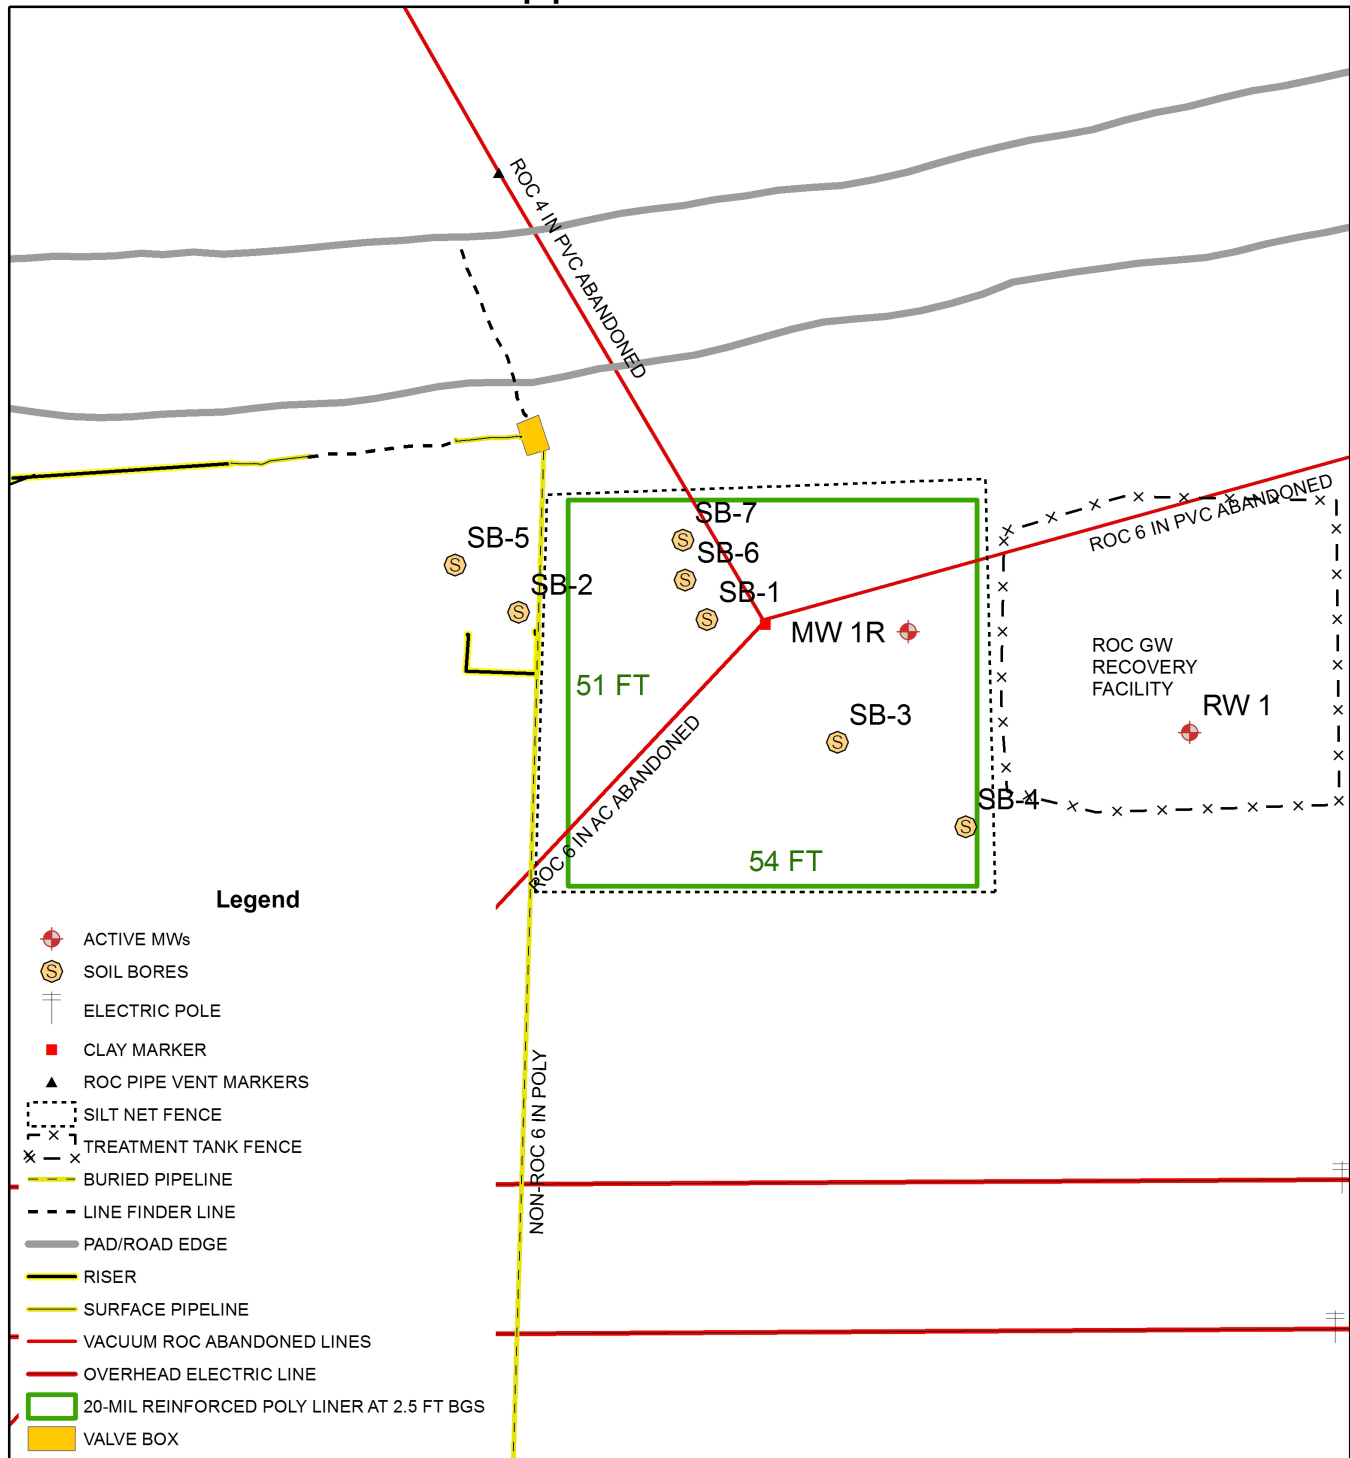 ROC 4 IN PVC ABANDONED
ROC 6 IN PVC ABANDONED
SB-7
SB-5
SB-6
SB-2
SB-1
MW 1R
ROC GW
RECOVERY
FACILITY
51 FT
RW 1
SB-3
ROC 6 IN AC ABANDONED
SB-4
54 FT
NON-ROC 6 IN POLY
Legend
ACTIVE MWs
S SOIL BORES
ELECTRIC POLE
CLAY MARKER
ROC PIPE VENT MARKERS
SILT NET FENCE
TREATMENT TANK FENCE
BURIED PIPELINE
LINE FINDER LINE
PAD/ROAD EDGE
RISER
SURFACE PIPELINE
VACUUM ROC ABANDONED LINES
OVERHEAD ELECTRIC LINE
20-MIL REINFORCED POLY LINER AT 2.5 FT BGS
VALVE BOX